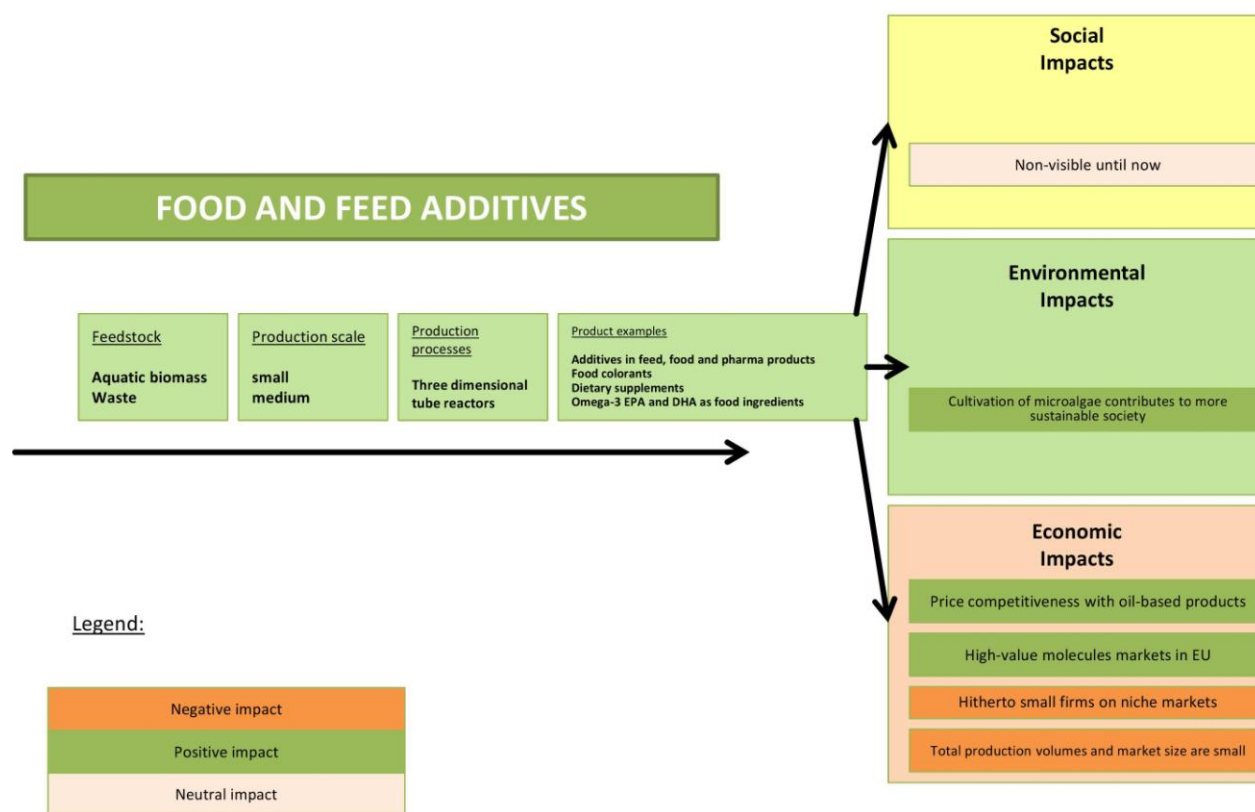 FOOD AND FEED ADDITIVES
Feedstock
Aquatic biomass
Waste
Production scale
small
medium
Production
processes
Three dimensional
tube reactors
Product examples
Additives in feed, food and pharma products
Food colorants
Dietary supplements
Omega-3 EPA and DHA as food ingredients
Social
Impacts
Non-visible until now
Environmental
Impacts
Cultivation of microalgae contributes to more
sustainable society
Economic
Impacts
Price competitiveness with oil-based products
High-value molecules markets in EU
Hitherto small firms on niche markets
Total production volumes and market size are small
Legend:
Negative impact
Positive impact
Neutral impact